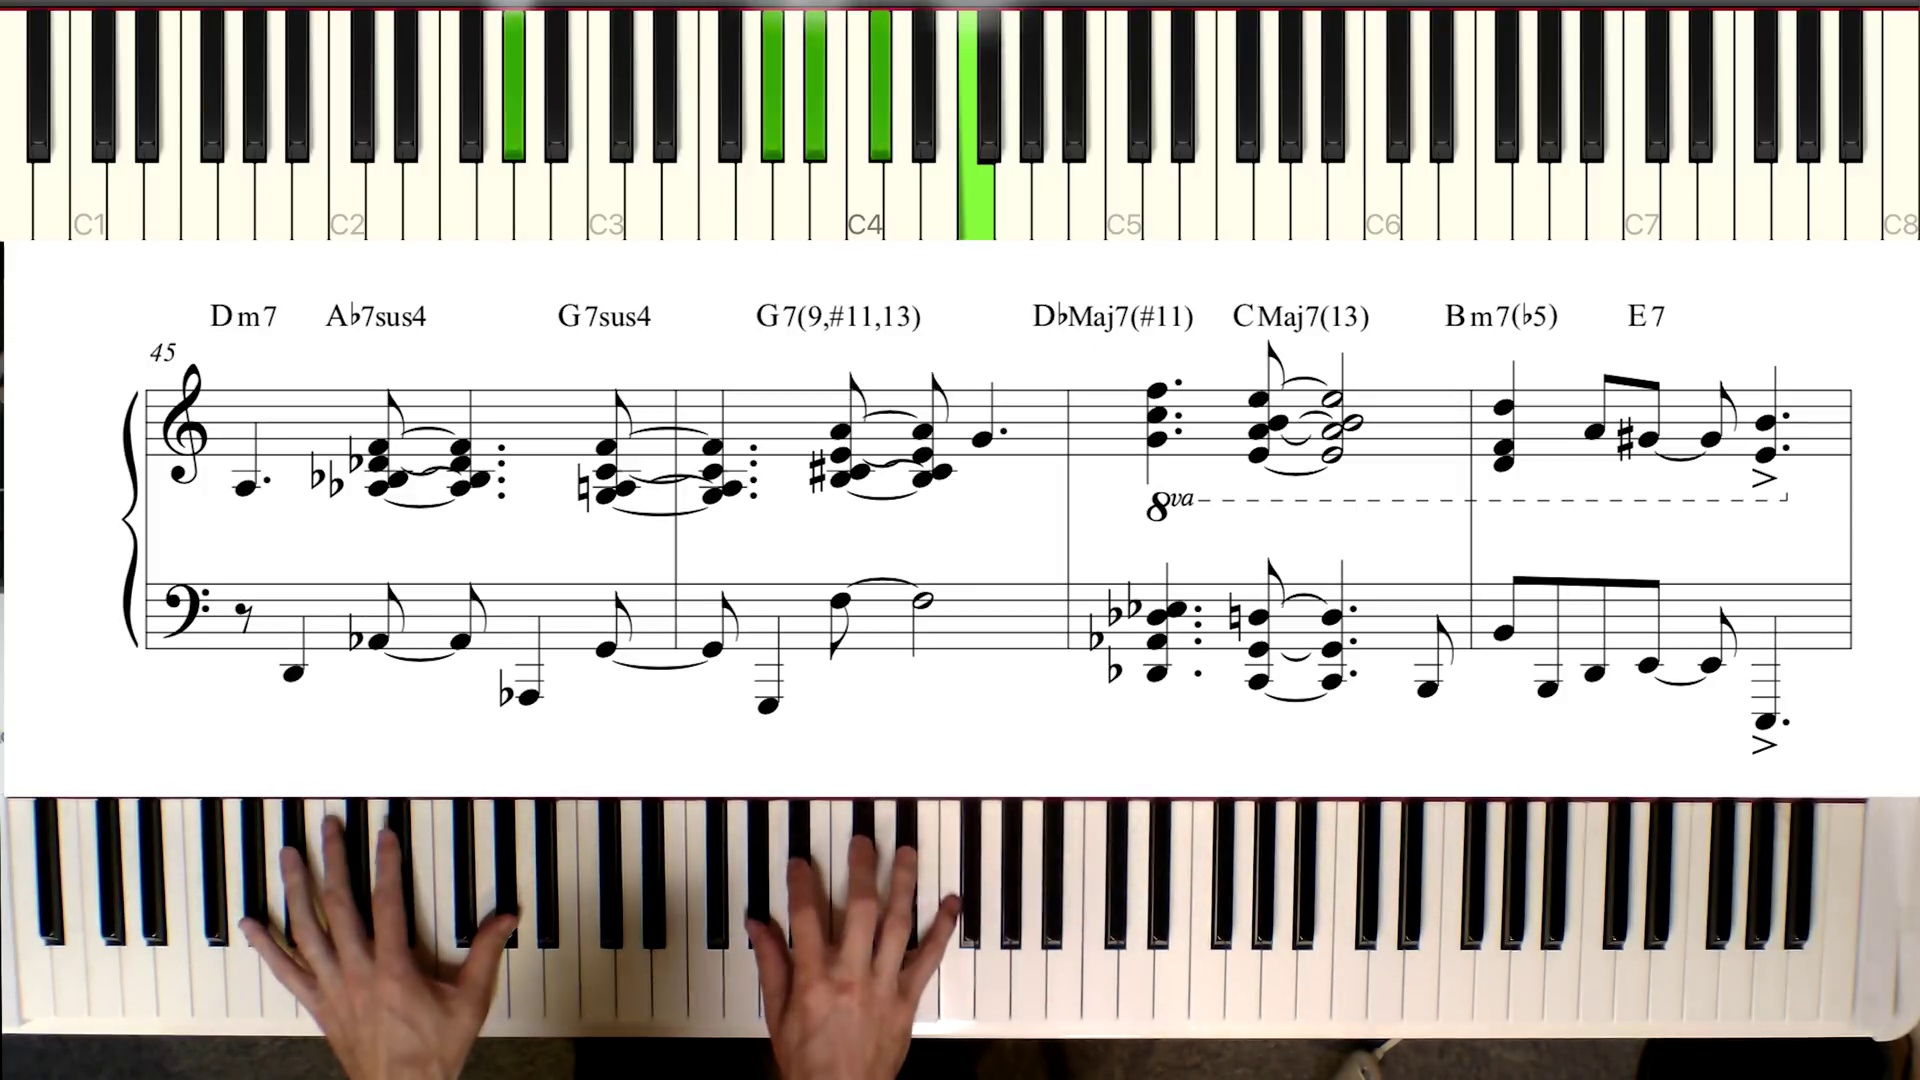 C1 C2 C3 C4 C5 C6 C7 C8
Dm7 A♭7sus4 G7sus4 G7(9,#11,13) D♭Maj7(#11) CMaj7(13) Bm7(♭5) E7
45
8va